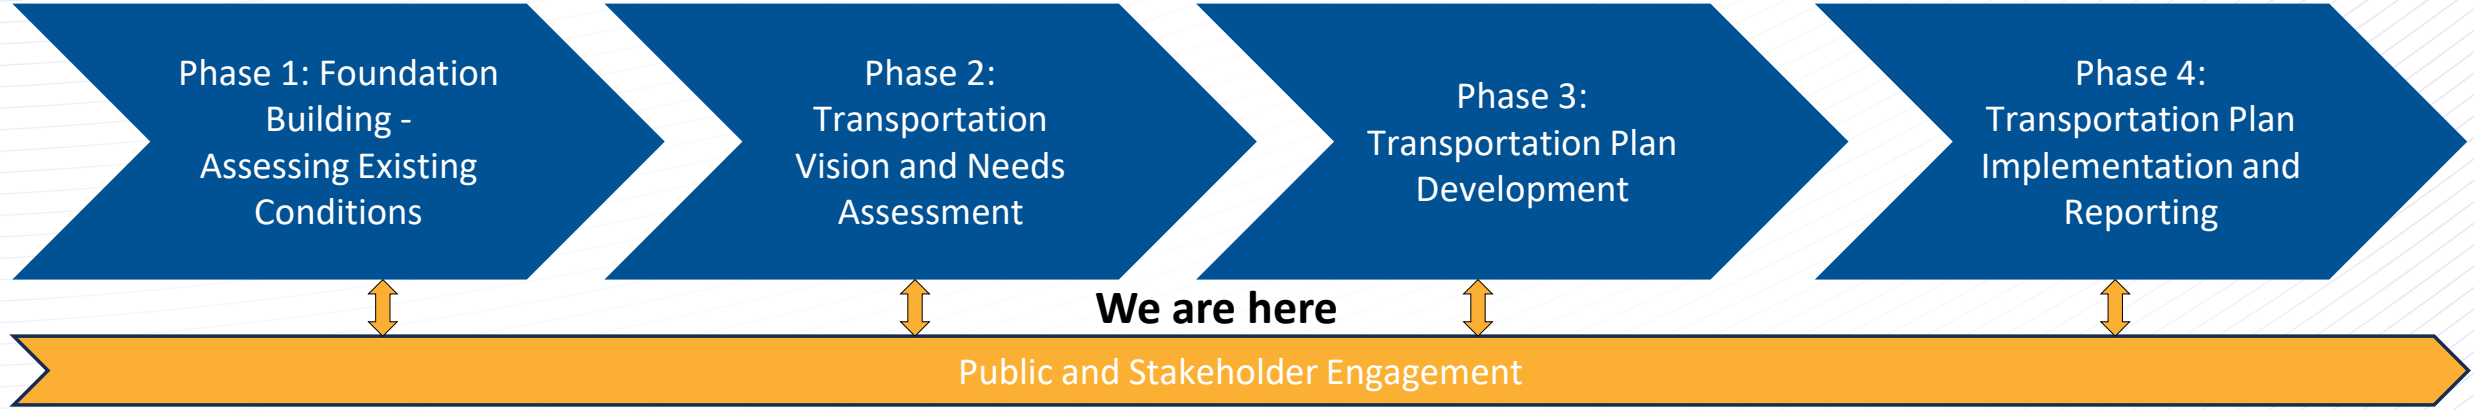 Phase 1: Foundation
Building -
Assessing Existing
Conditions
Phase 2:
Transportation
Vision and Needs
Assessment
Phase 3:
Transportation Plan
Development
Phase 4:
Transportation Plan
Implementation and
Reporting
We are here
Public and Stakeholder Engagement